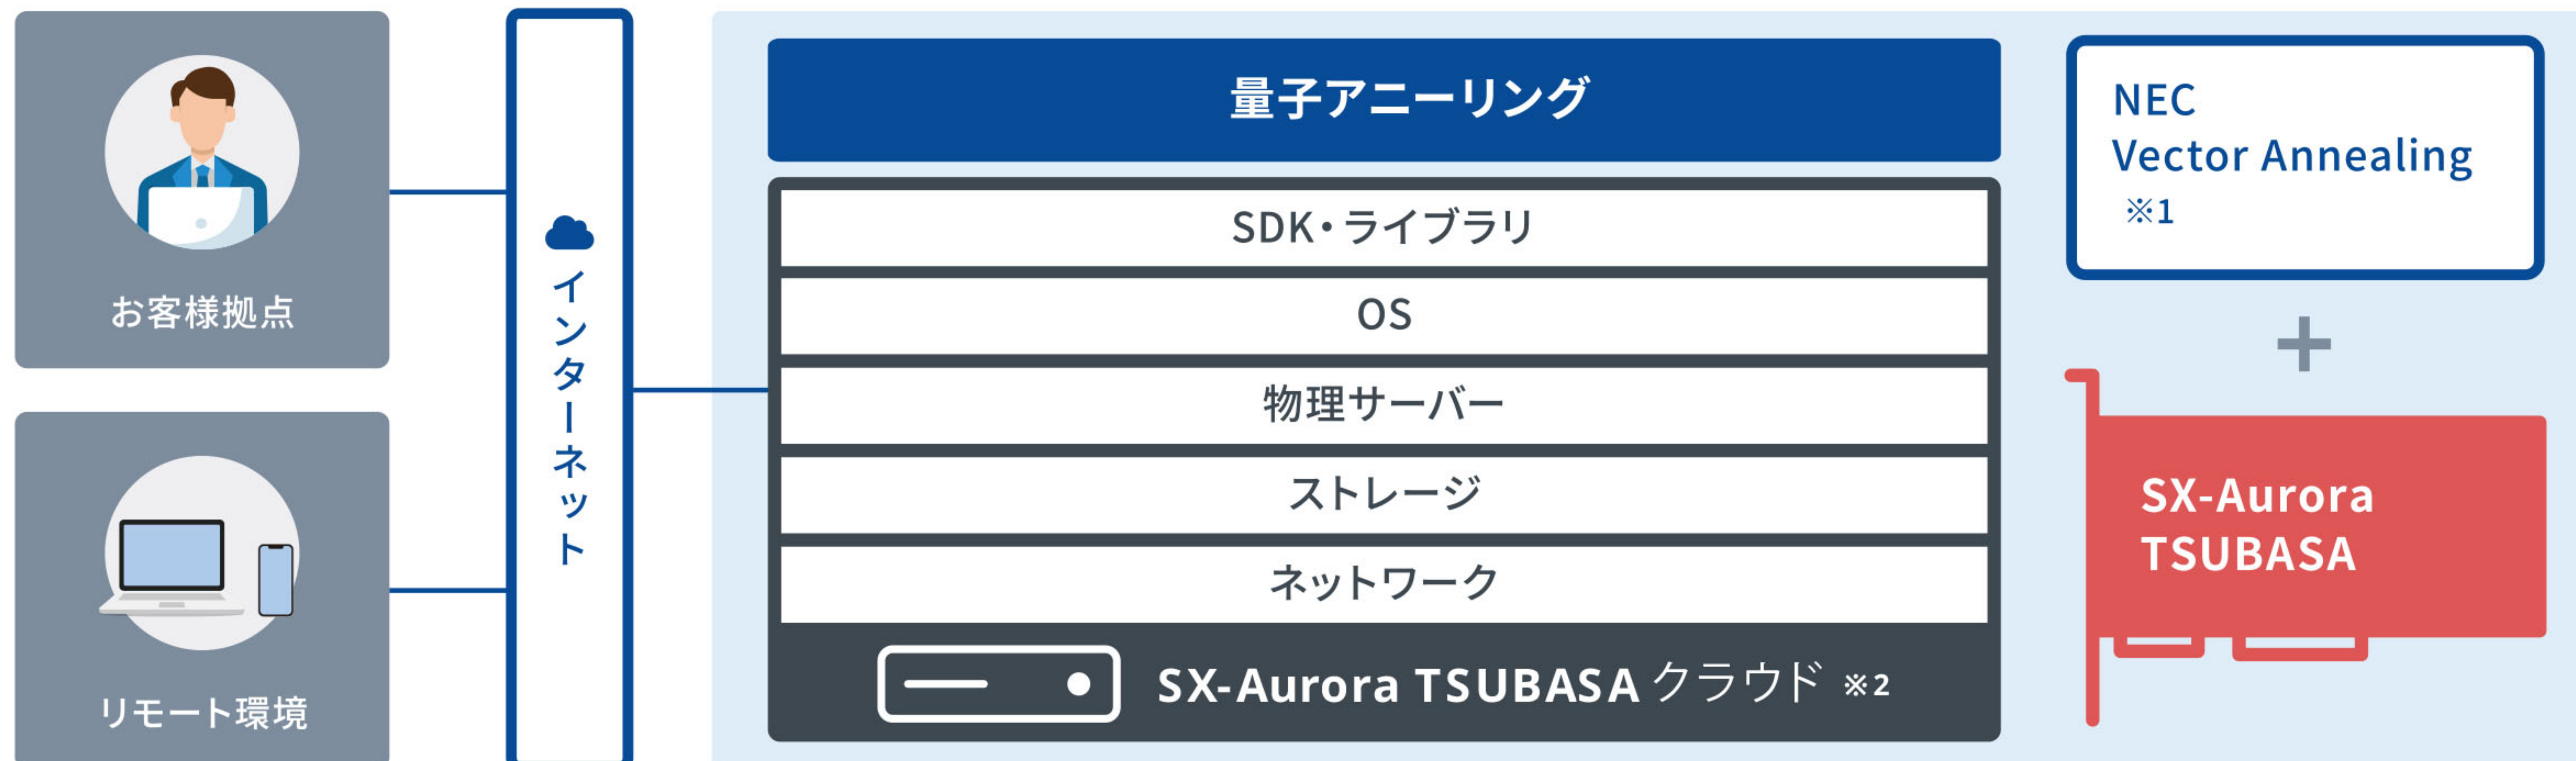 お客様拠点
リモート環境
インターネット
量子アニーリング
SDK・ライブラリ
OS
物理サーバー
ストレージ
ネットワーク
SX-Aurora TSUBASA クラウド ※2
NEC
Vector Annealing
※1
+
SX-Aurora
TSUBASA